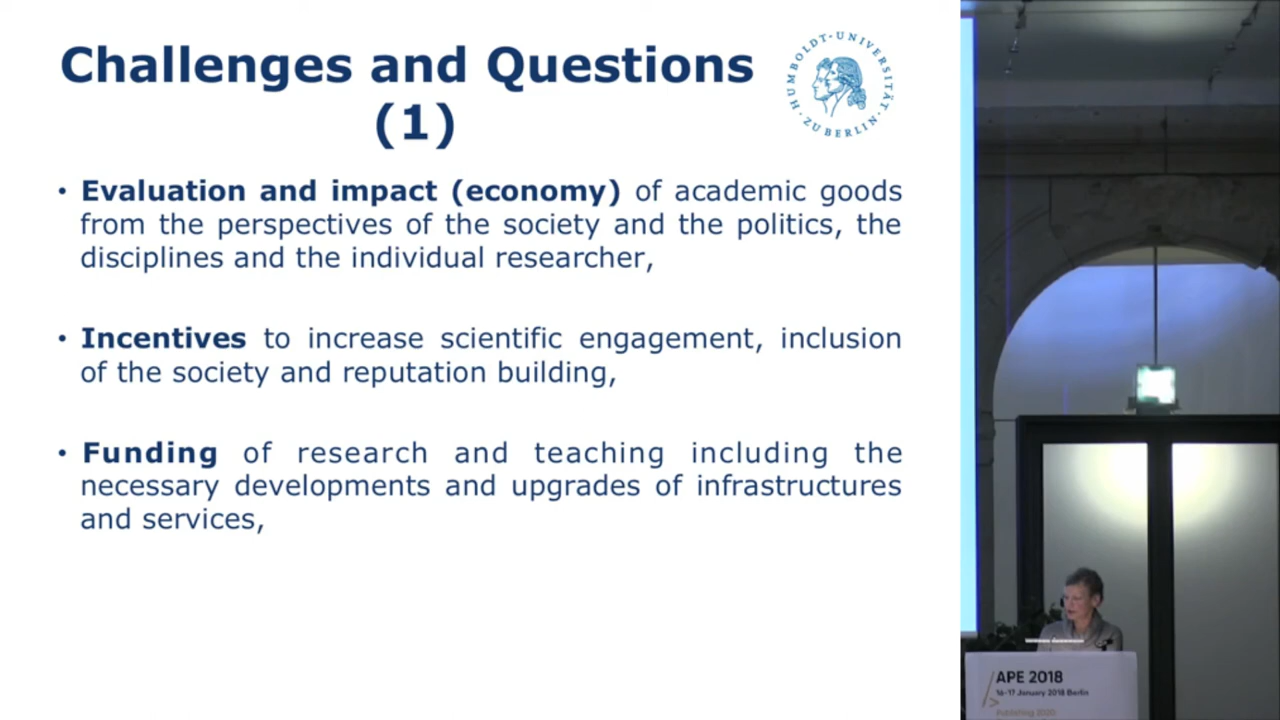 Challenges and Questions
(1)
HUMBOLDT-UNIVERSITÄT
· ZU BERLIN ·
• Evaluation and impact (economy) of academic goods
from the perspectives of the society and the politics, the
disciplines and the individual researcher,
• Incentives to increase scientific engagement, inclusion
of the society and reputation building,
• Funding of research and teaching including the
necessary developments and upgrades of infrastructures
and services,
APE 2018
16-17 January 2018 Berlin
Publishing 2020